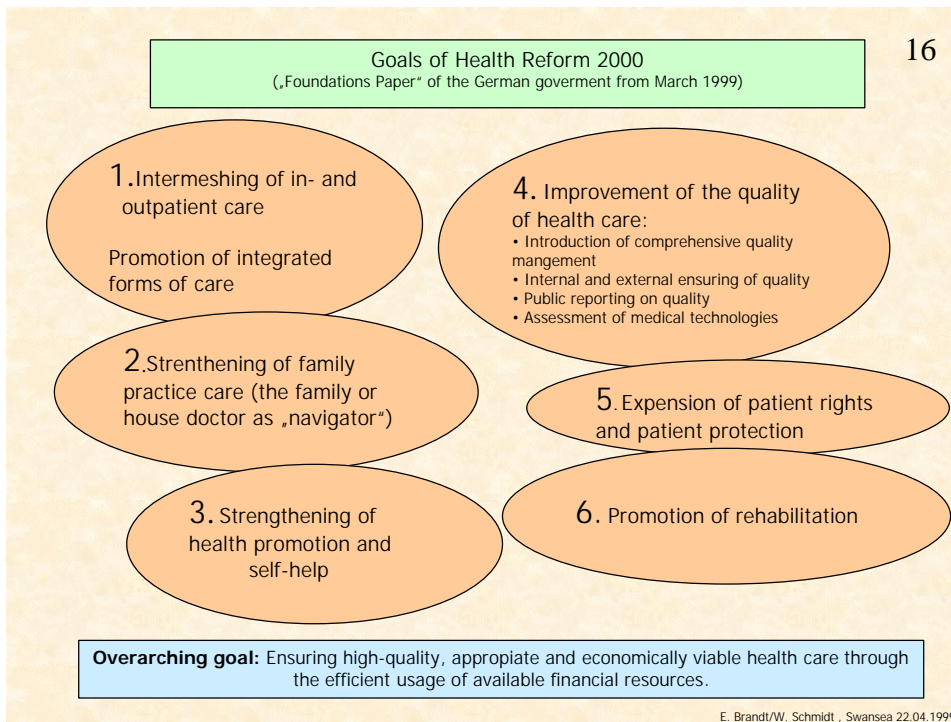 16
Goals of Health Reform 2000
(„Foundations Paper“ of the German goverment from March 1999)
1. Intermeshing of in- and
outpatient care
Promotion of integrated
forms of care
2. Strenthening of family
practice care (the family or
house doctor as „navigator“)
3. Strengthening of
health promotion and
self-help
4. Improvement of the quality
of health care:
• Introduction of comprehensive quality
mangement
• Internal and external ensuring of quality
• Public reporting on quality
• Assessment of medical technologies
5. Expension of patient rights
and patient protection
6. Promotion of rehabilitation
Overarching goal: Ensuring high-quality, appropiate and economically viable health care through
the efficient usage of available financial resources.
E. Brandt/W. Schmidt , Swansea 22.04.1999